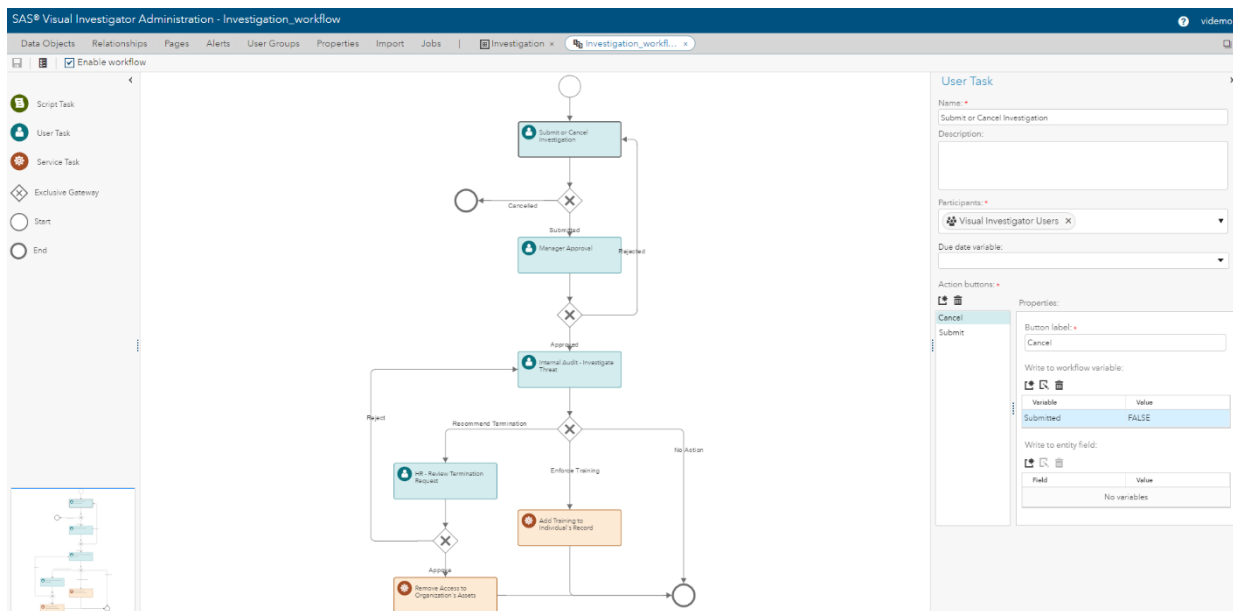 SAS® Visual Investigator Administration - Investigation_workflow
videmo
Data Objects Relationships Pages Alerts User Groups Properties Import Jobs Investigation Investigation_workfl...
Enable workflow
Script Task
User Task
Service Task
Exclusive Gateway
Start
End
Submit or Cancel
Investigation
Cancelled
Submitted
Manager Approval
Rejected
Approved
Internal Audit - Investigate
Threat
Reject
Recommend Termination
No Action
Enforce Training
HR - Review Termination
Request
Add Training to
Individual's Record
Approve
Remove Access to
Organization's Assets
User Task
Name: *
Submit or Cancel Investigation
Description:
Participants: *
Visual Investigator Users
Due date variable:
Action buttons: *
Cancel
Submit
Properties:
Button label: *
Cancel
Write to workflow variable:
Variable Value
Submitted FALSE
Write to entity field:
Field Value
No variables